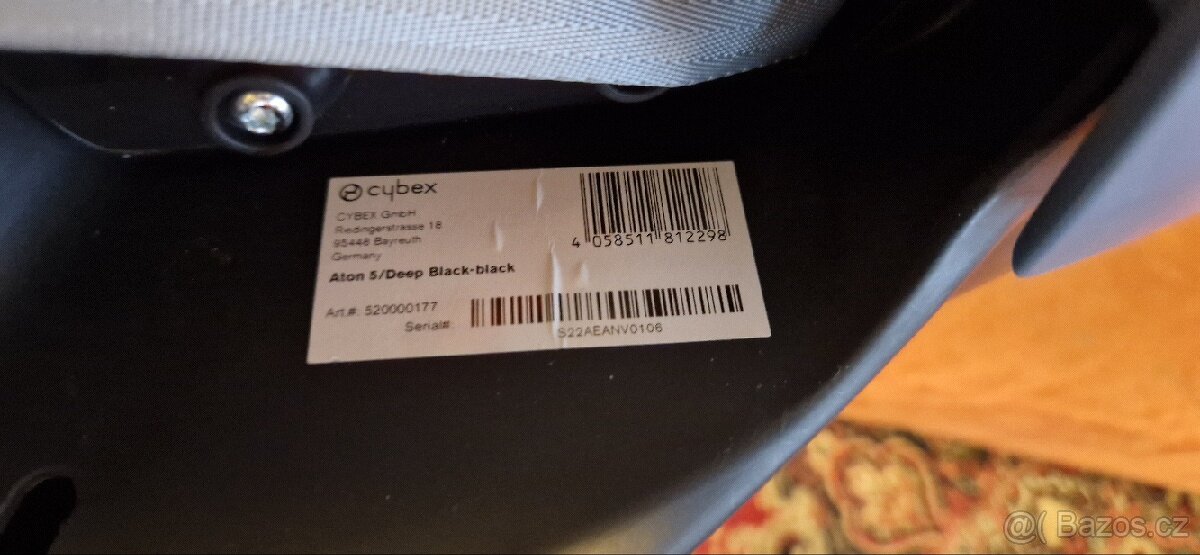 cybex
CYBEX GmbH
Riedingerstrasse 18
95448 Bayreuth
Germany
Aton 5/Deep Black-black
Art.#: 520000177
Serial#:
4 058511 812298
S22AEANV0106
@( Bazos.cz